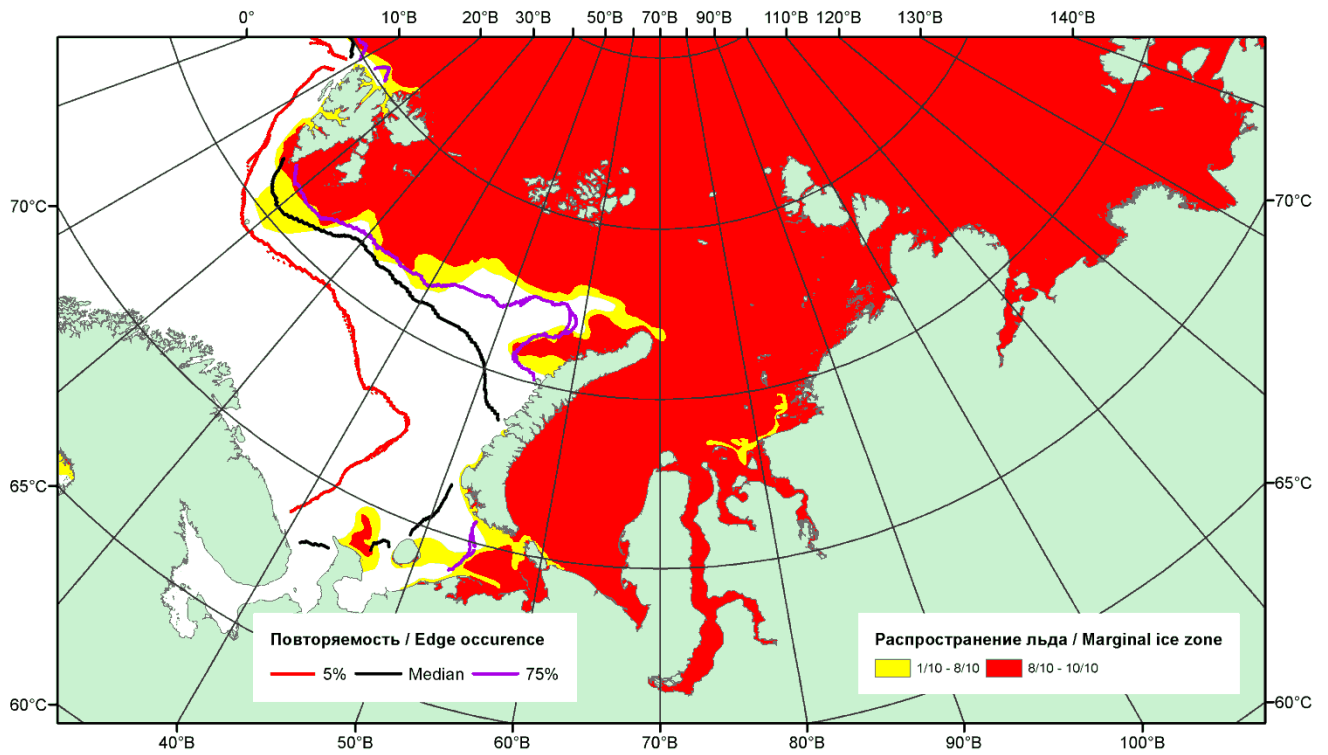 0° 10°В 20°В 30°В 50°В 70°В 90°В 110°В 120°В 130°В 140°В
70°С 70°С
65°С 65°С
60°С 60°С
Повторяемость / Edge occurence
5% Median 75%
Распространение льда / Marginal ice zone
1/10 - 8/10 8/10 - 10/10
40°В 50°В 60°В 70°В 80°В 90°В 100°В